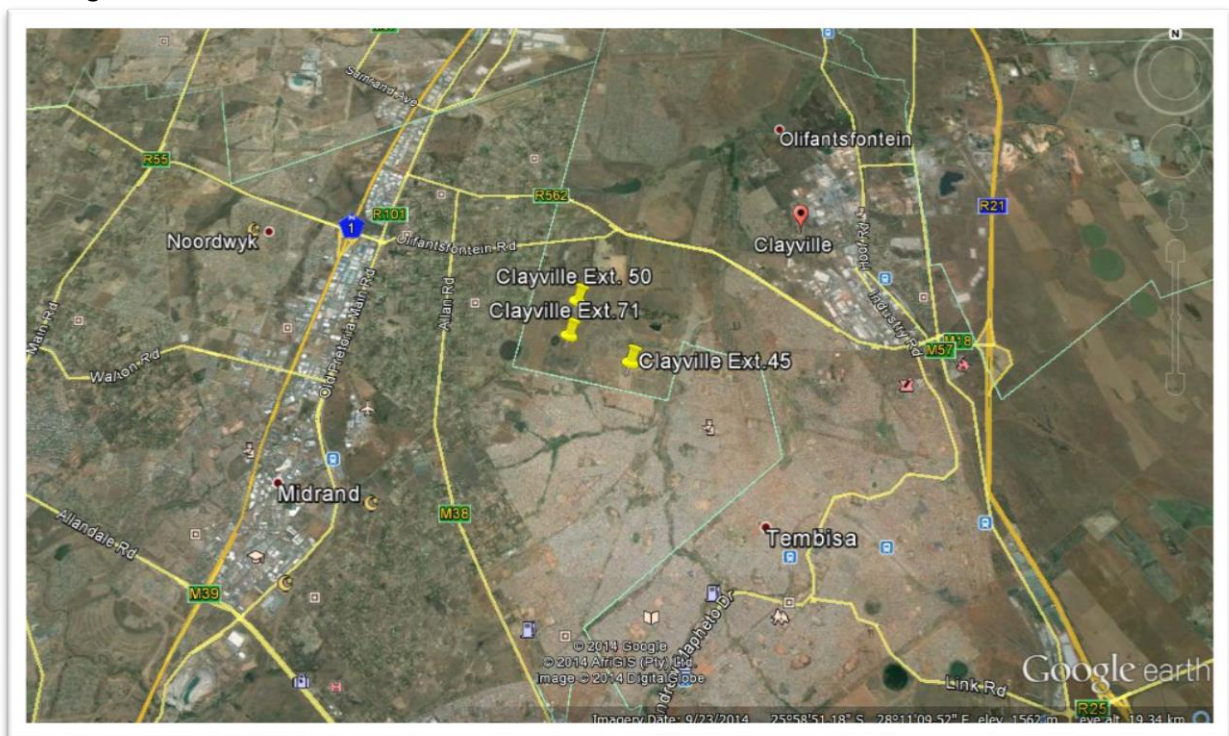 N
Samrand Ave
Olifantsfontein
R55
R562
R21
R101
1
Noordwyk
Olifantsfontein Rd
Clayville
Clayville Ext. 50
Clayville Ext.71
Clayville Ext.45
Main Rd
Walton Rd
Old Pretoria Main Rd
Allan Rd
Industry Rd
M18
M57
Midrand
M38
Allandale Rd
Tembisa
M39
© 2014 Google
© 2014 AfriGIS (Pty) Ltd.
Image © 2014 DigitalGlobe
Google earth
Link Rd
R25
Imagery Date: 9/23/2014 25°58'51.18" S 28°11'09.52" E elev 1562 m eye alt 19.34 km